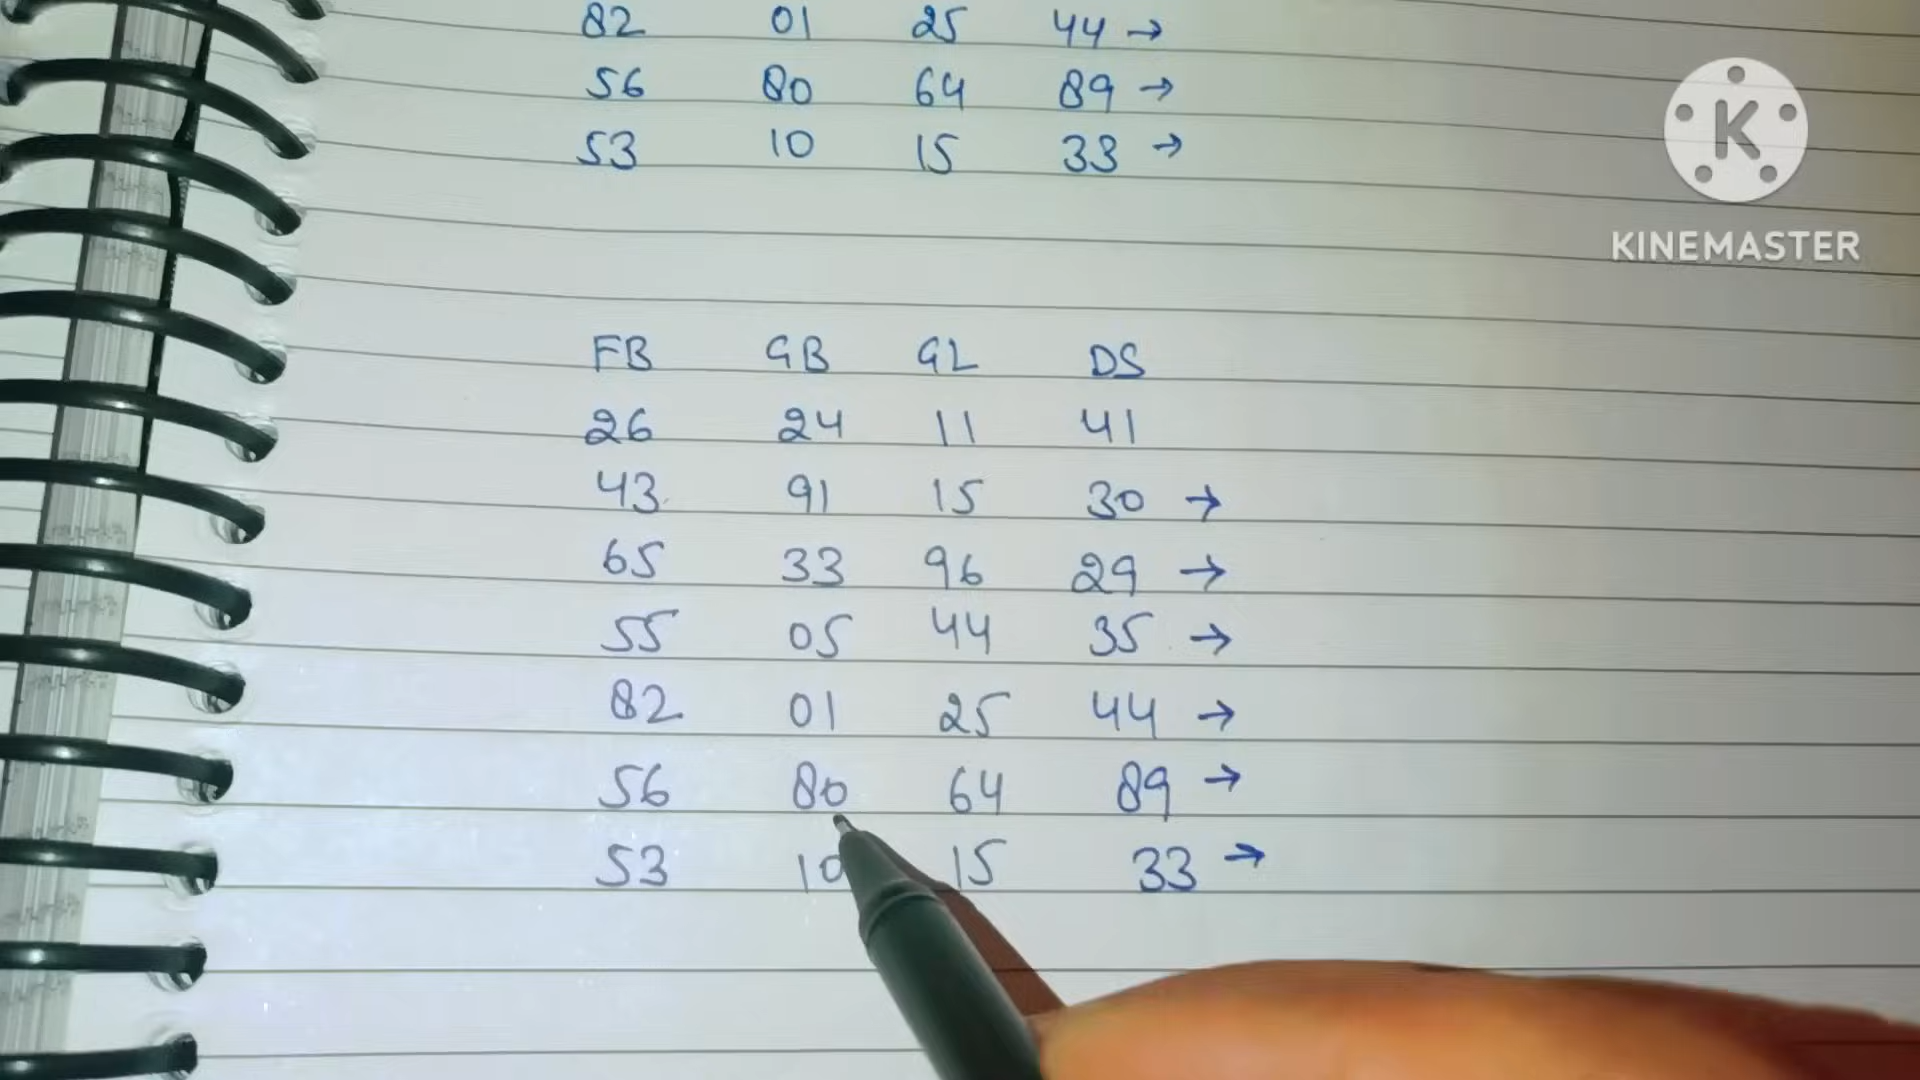 82 01 25 44 →
56 80 64 89 →
53 10 15 33 →
K
KINEMASTER
FB GB GL DS
26 24 11 41
43 91 15 30 →
65 33 96 29 →
55 05 44 35 →
82 01 25 44 →
56 80 64 89 →
53 10 15 33 →